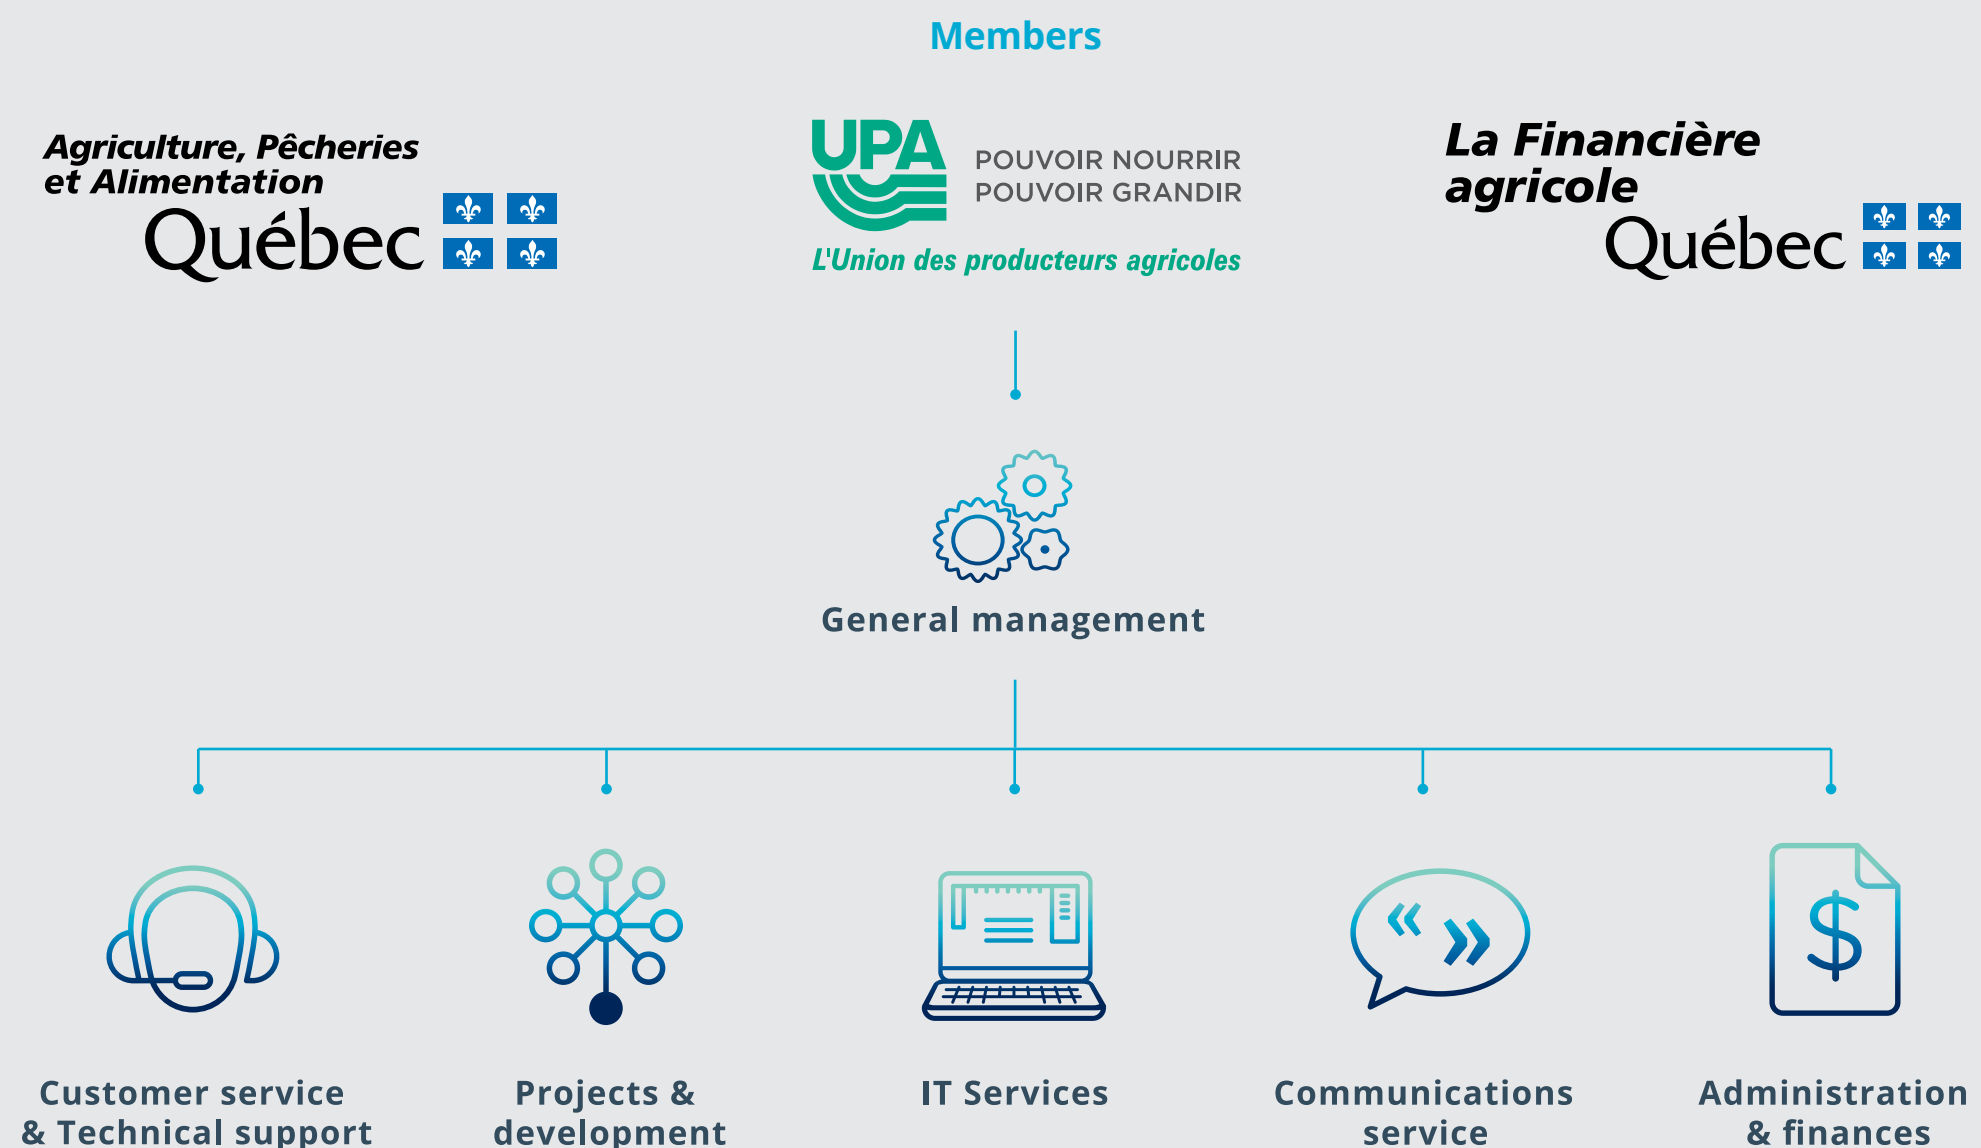 Members
Agriculture, Pêcheries
et Alimentation
Québec
UPA
POUVOIR NOURRIR
POUVOIR GRANDIR
L'Union des producteurs agricoles
La Financière
agricole
Québec
General management
Customer service
& Technical support
Projects &
development
IT Services
Communications
service
Administration
& finances